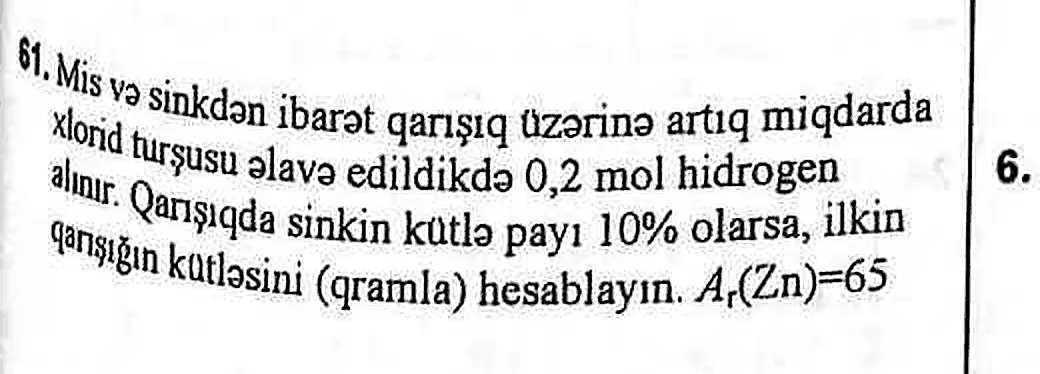 61. Mis və sinkdən ibarət qarışıq üzərinə artıq miqdarda
xlorid turşusu əlavə edildikdə 0,2 mol hidrogen
alınır. Qarışıqda sinkin kütlə payı 10% olarsa, ilkin
qarışığın kütləsini (qramla) hesablayın. Aᵣ(Zn)=65
6.